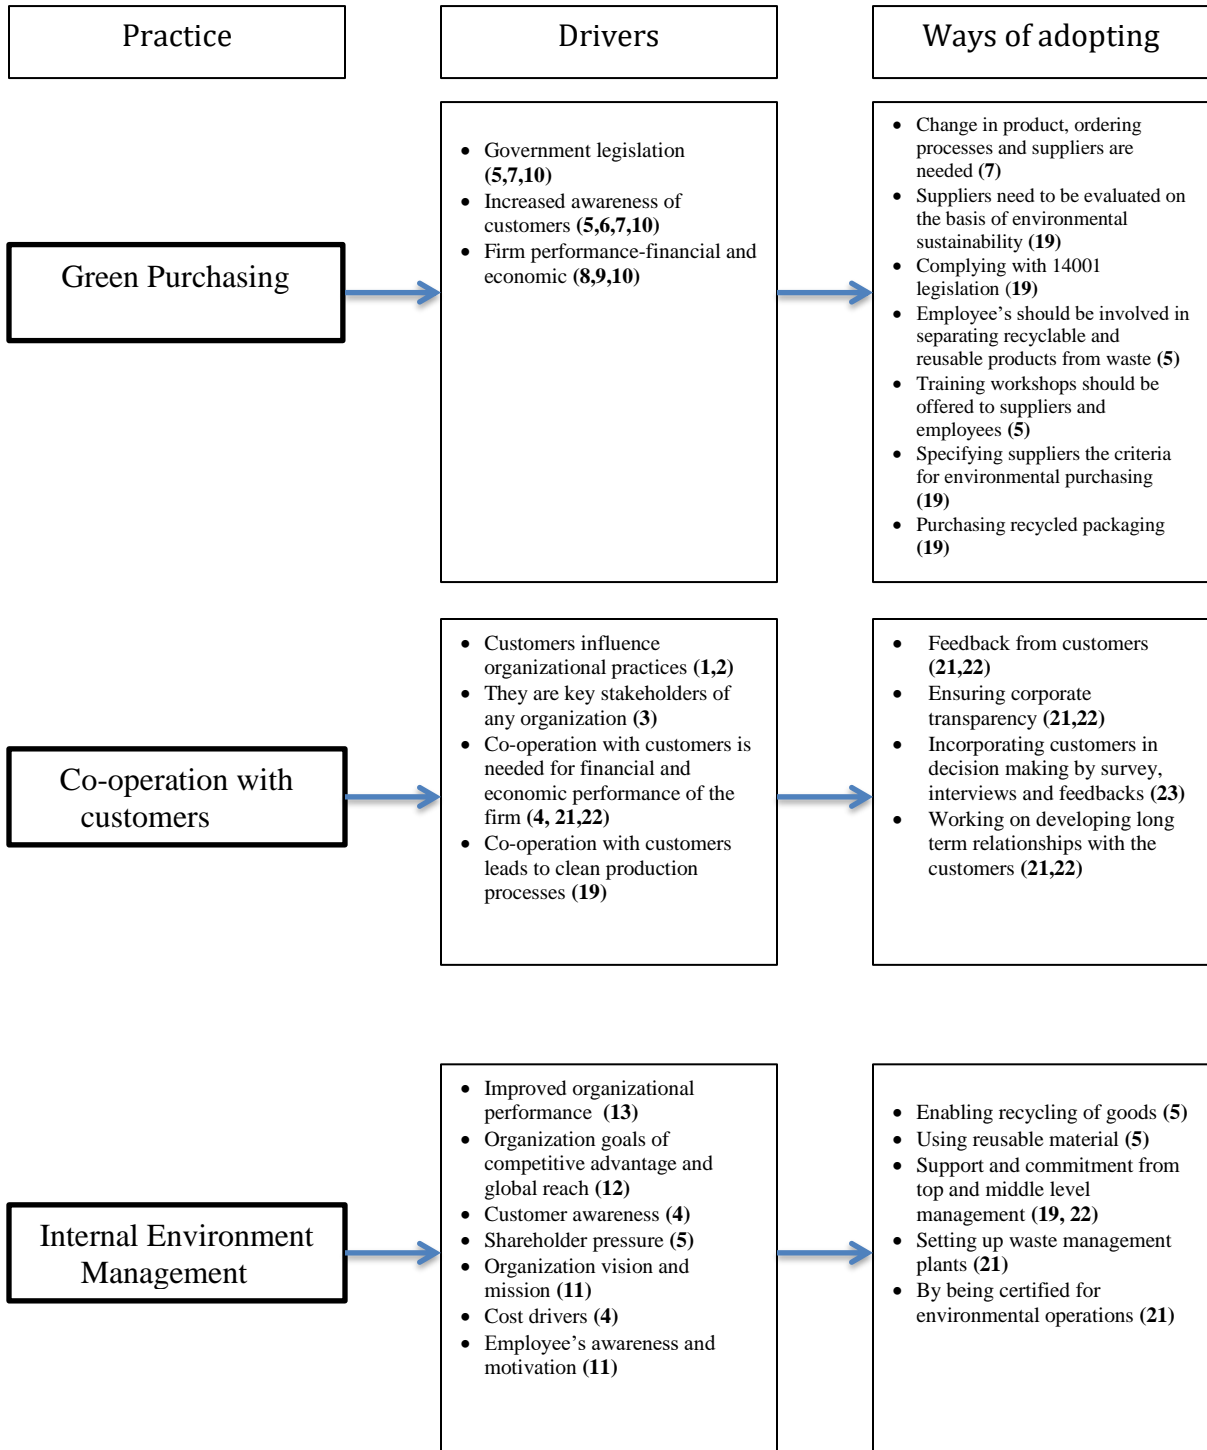 Practice
Drivers
Ways of adopting
Green Purchasing
• Government legislation
(5,7,10)
• Increased awareness of
customers (5,6,7,10)
• Firm performance-financial and
economic (8,9,10)
• Change in product, ordering
processes and suppliers are
needed (7)
• Suppliers need to be evaluated on
the basis of environmental
sustainability (19)
• Complying with 14001
legislation (19)
• Employee’s should be involved in
separating recyclable and
reusable products from waste (5)
• Training workshops should be
offered to suppliers and
employees (5)
• Specifying suppliers the criteria
for environmental purchasing
(19)
• Purchasing recycled packaging
(19)
Co-operation with
customers
• Customers influence
organizational practices (1,2)
• They are key stakeholders of
any organization (3)
• Co-operation with customers is
needed for financial and
economic performance of the
firm (4, 21,22)
• Co-operation with customers
leads to clean production
processes (19)
• Feedback from customers
(21,22)
• Ensuring corporate
transparency (21,22)
• Incorporating customers in
decision making by survey,
interviews and feedbacks (23)
• Working on developing long
term relationships with the
customers (21,22)
Internal Environment
Management
• Improved organizational
performance (13)
• Organization goals of
competitive advantage and
global reach (12)
• Customer awareness (4)
• Shareholder pressure (5)
• Organization vision and
mission (11)
• Cost drivers (4)
• Employee’s awareness and
motivation (11)
• Enabling recycling of goods (5)
• Using reusable material (5)
• Support and commitment from
top and middle level
management (19, 22)
• Setting up waste management
plants (21)
• By being certified for
environmental operations (21)